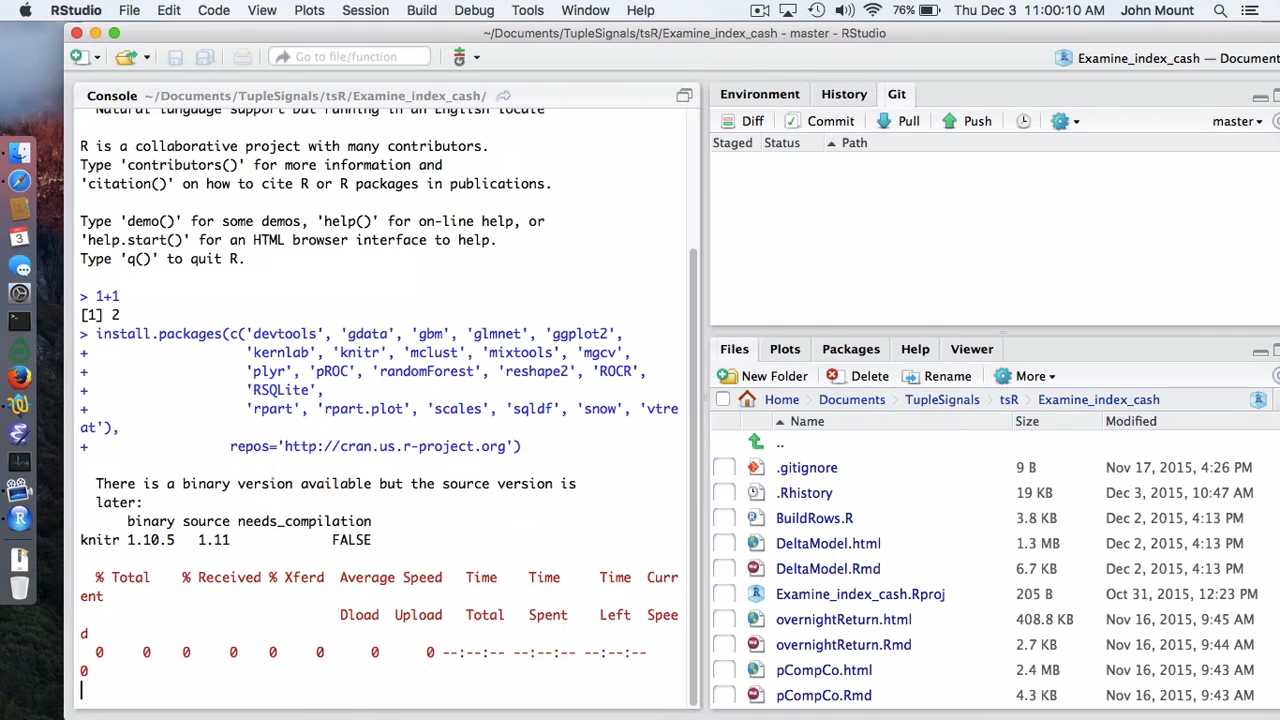 RStudio File Edit Code View Plots Session Build Debug Tools Window Help 76% Thu Dec 3 11:00:10 AM John Mount
~/Documents/TupleSignals/tsR/Examine_index_cash - master - RStudio
Go to file/function
Examine_index_cash — Document
Console ~/Documents/TupleSignals/tsR/Examine_index_cash/
Natural language support but running in an English locale
R is a collaborative project with many contributors.
Type 'contributors()' for more information and
'citation()' on how to cite R or R packages in publications.
Type 'demo()' for some demos, 'help()' for on-line help, or
'help.start()' for an HTML browser interface to help.
Type 'q()' to quit R.
> 1+1
[1] 2
> install.packages(c('devtools', 'gdata', 'gbm', 'glmnet', 'ggplot2',
+ 'kernlab', 'knitr', 'mclust', 'mixtools', 'mgcv',
+ 'plyr', 'pROC', 'randomForest', 'reshape2', 'ROCR',
+ 'RSQLite',
+ 'rpart', 'rpart.plot', 'scales', 'sqldf', 'snow', 'vtre
at'),
+ repos='http://cran.us.r-project.org')
There is a binary version available but the source version is
later:
binary source needs_compilation
knitr 1.10.5 1.11 FALSE
% Total % Received % Xferd Average Speed Time Time Time Curr
ent
Dload Upload Total Spent Left Spee
d
0 0 0 0 0 0 0 0 --:--:-- --:--:-- --:--:--
0
Environment History Git
Diff Commit Pull Push master
Staged Status Path
Files Plots Packages Help Viewer
New Folder Delete Rename More
Home Documents TupleSignals tsR Examine_index_cash
Name Size Modified
..
.gitignore 9 B Nov 17, 2015, 4:26 PM
.Rhistory 19 KB Dec 3, 2015, 10:47 AM
BuildRows.R 3.8 KB Dec 2, 2015, 4:13 PM
DeltaModel.html 1.3 MB Dec 2, 2015, 4:13 PM
DeltaModel.Rmd 6.7 KB Dec 2, 2015, 4:13 PM
Examine_index_cash.Rproj 205 B Oct 31, 2015, 12:23 PM
overnightReturn.html 408.8 KB Nov 16, 2015, 9:45 AM
overnightReturn.Rmd 2.7 KB Nov 16, 2015, 9:44 AM
pCompCo.html 2.4 MB Nov 16, 2015, 9:45 AM
pCompCo.Rmd 4.3 KB Nov 16, 2015, 9:45 AM
3